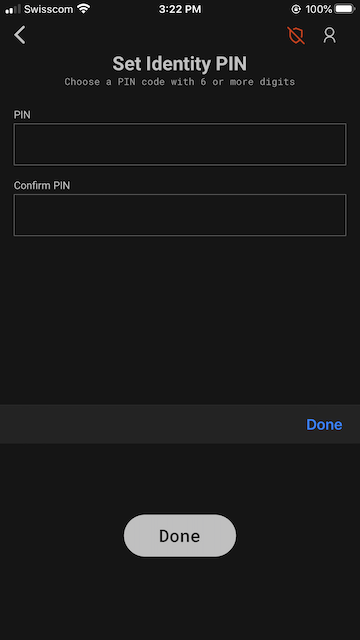 Swisscom 3:22 PM 100%
Set Identity PIN
Choose a PIN code with 6 or more digits
PIN
Confirm PIN
Done
Done